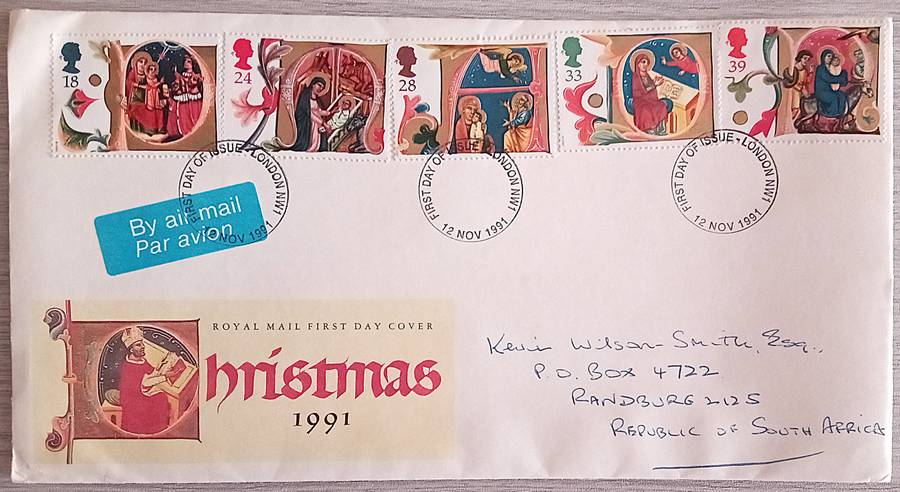 18
24
28
33
39
FIRST DAY OF ISSUE - LONDON NW1
12 NOV 1991
FIRST DAY OF ISSUE - LONDON NW1
12 NOV 1991
FIRST DAY OF ISSUE - LONDON NW1
12 NOV 1991
By air mail
Par avion
ROYAL MAIL FIRST DAY COVER
Christmas
1991
Kevin Wilson-Smith, Esq.,
P.O. Box 4722
RANDBURG 2125
REPUBLIC OF SOUTH AFRICA